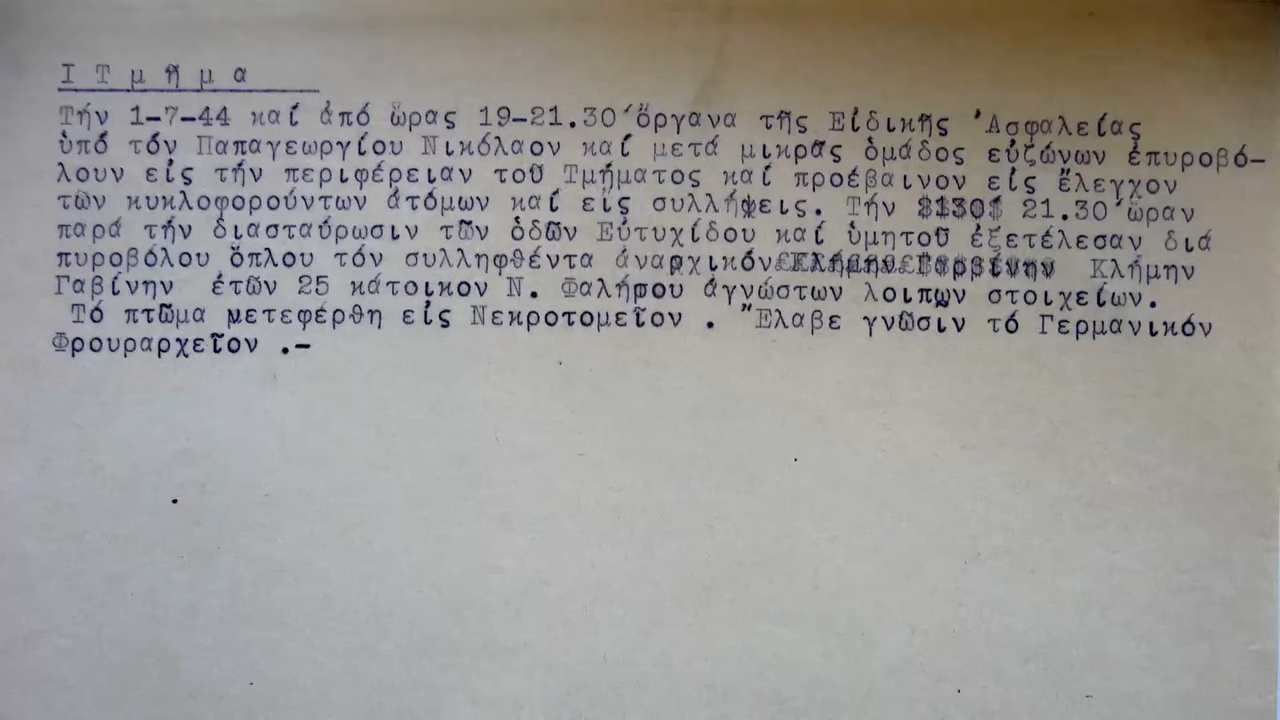 Ι Τ μ ῆ μ α
Τήν 1-7-44 καί ἀπό ὥρας 19-21.30΄ὄργανα τῆς Εἰδικῆς Ἀσφαλείας
ὑπό τόν Παπαγεωργίου Νικόλαον καί μετά μικρᾶς ὁμάδος εὐζώνων ἐπυροβό-
λουν εἰς τήν περιφέρειαν τοῦ Τμήματος καί προέβαινον εἰς ἔλεγχον
τῶν κυκλοφορούντων ἀτόμων καί εἰς συλλήψεις. Τήν 21.30΄ὥραν
παρά τήν διασταύρωσιν τῶν ὁδῶν Εὐτυχίδου καί ὑμητοῦ ἐξετέλεσαν διά
πυροβόλου ὅπλου τόν συλληφθέντα ἀναρχικόν Κλήμην
Γαβίνην ἐτῶν 25 κάτοικον Ν. Φαλήρου ἀγνώστων λοιπων στοιχείων.
Τό πτῶμα μετεφέρθη εἰς Νεκροτομεῖον . Ἔλαβε γνῶσιν τό Γερμανικόν
Φρουραρχεῖον .-